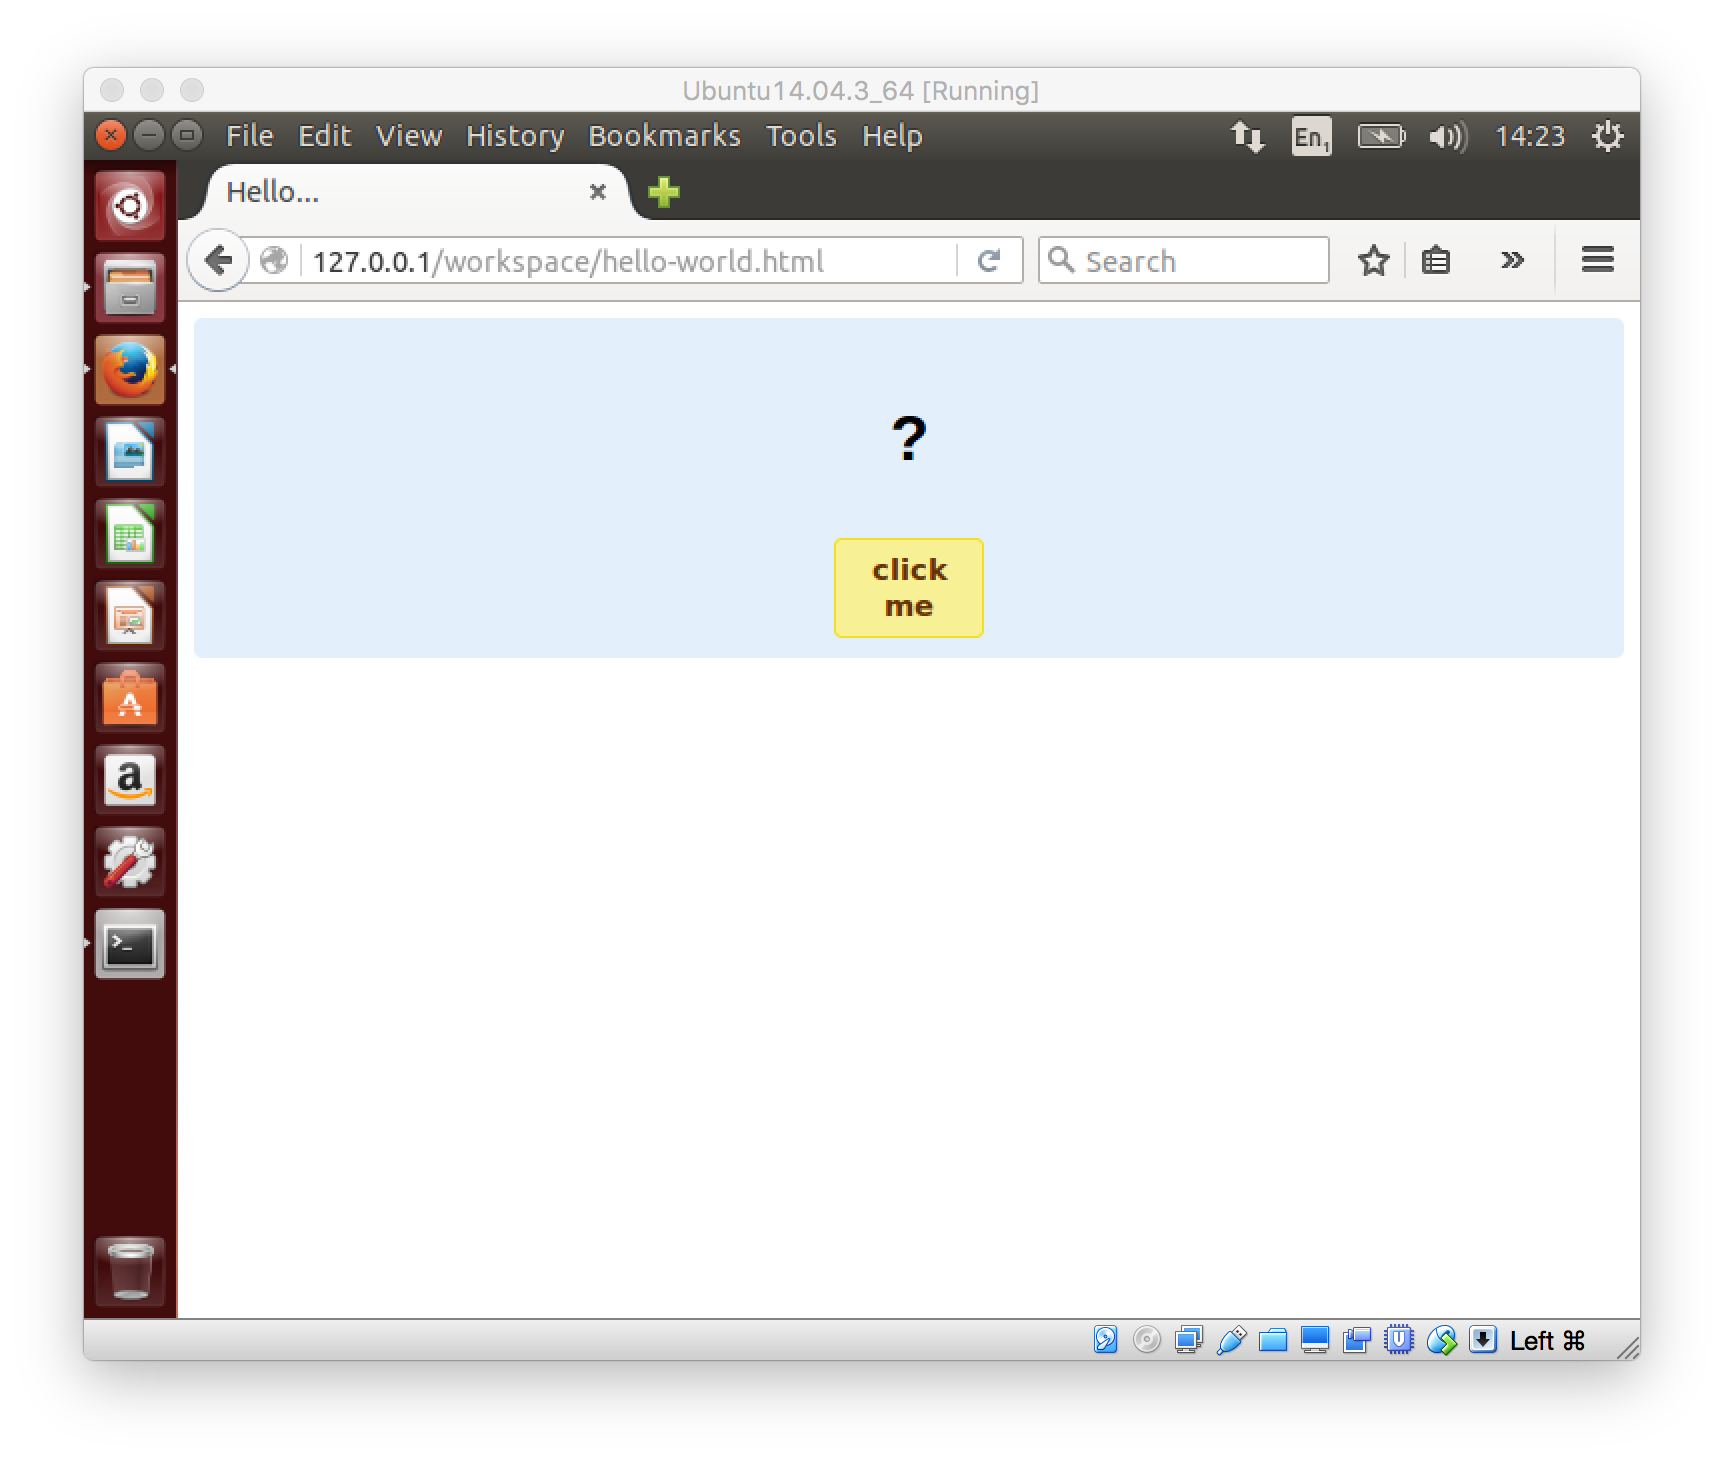 Ubuntu14.04.3_64 [Running]
File Edit View History Bookmarks Tools Help En1 14:23
Hello...
127.0.0.1/workspace/hello-world.html Search
?
click
me
Left ⌘